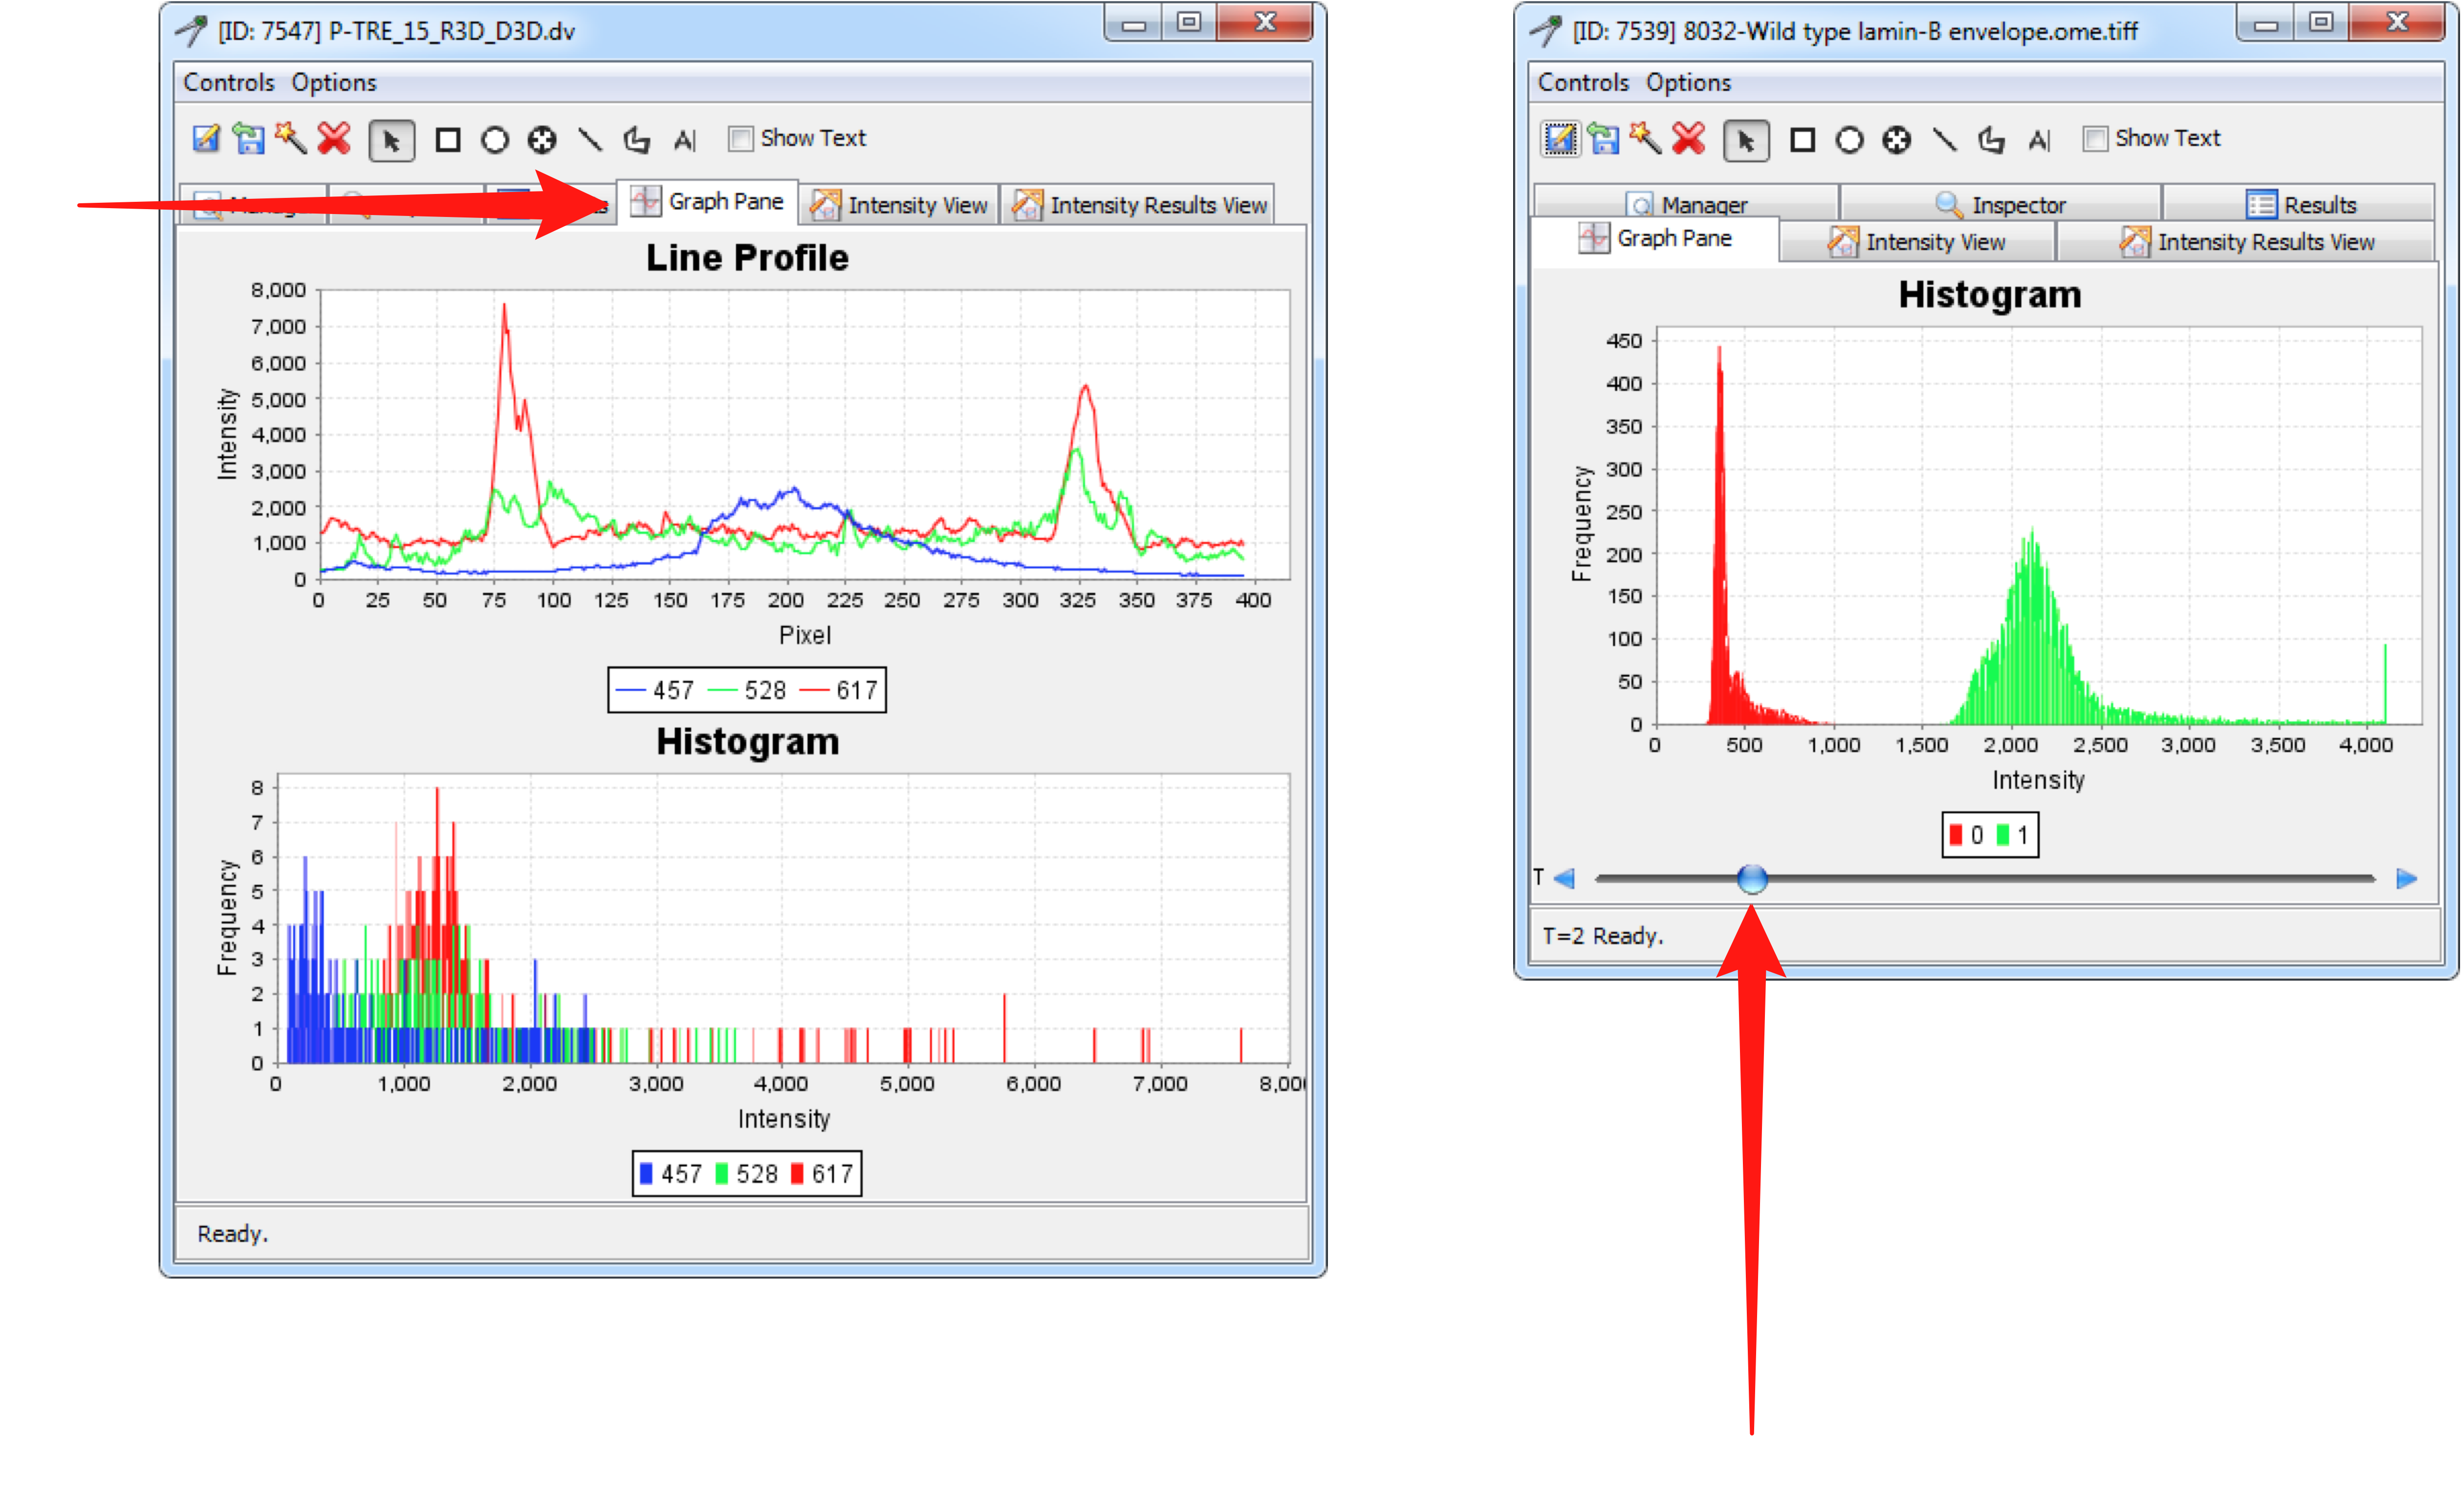 [ID: 7547] P-TRE_15_R3D_D3D.dv
Controls Options
Show Text
Graph Pane Intensity View Intensity Results View
Line Profile
8,000
7,000
6,000
5,000
4,000
3,000
2,000
1,000
0
Intensity
0 25 50 75 100 125 150 175 200 225 250 275 300 325 350 375 400
Pixel
457 528 617
Histogram
8
7
6
5
4
3
2
1
0
Frequency
0 1,000 2,000 3,000 4,000 5,000 6,000 7,000
Intensity
457 528 617
Ready.
[ID: 7539] 8032-Wild type lamin-B envelope.ome.tiff
Controls Options
Show Text
Manager Inspector Results
Graph Pane Intensity View Intensity Results View
Histogram
450
400
350
300
250
200
150
100
50
0
Frequency
0 500 1,000 1,500 2,000 2,500 3,000 3,500 4,000
Intensity
0 1
T
T=2 Ready.